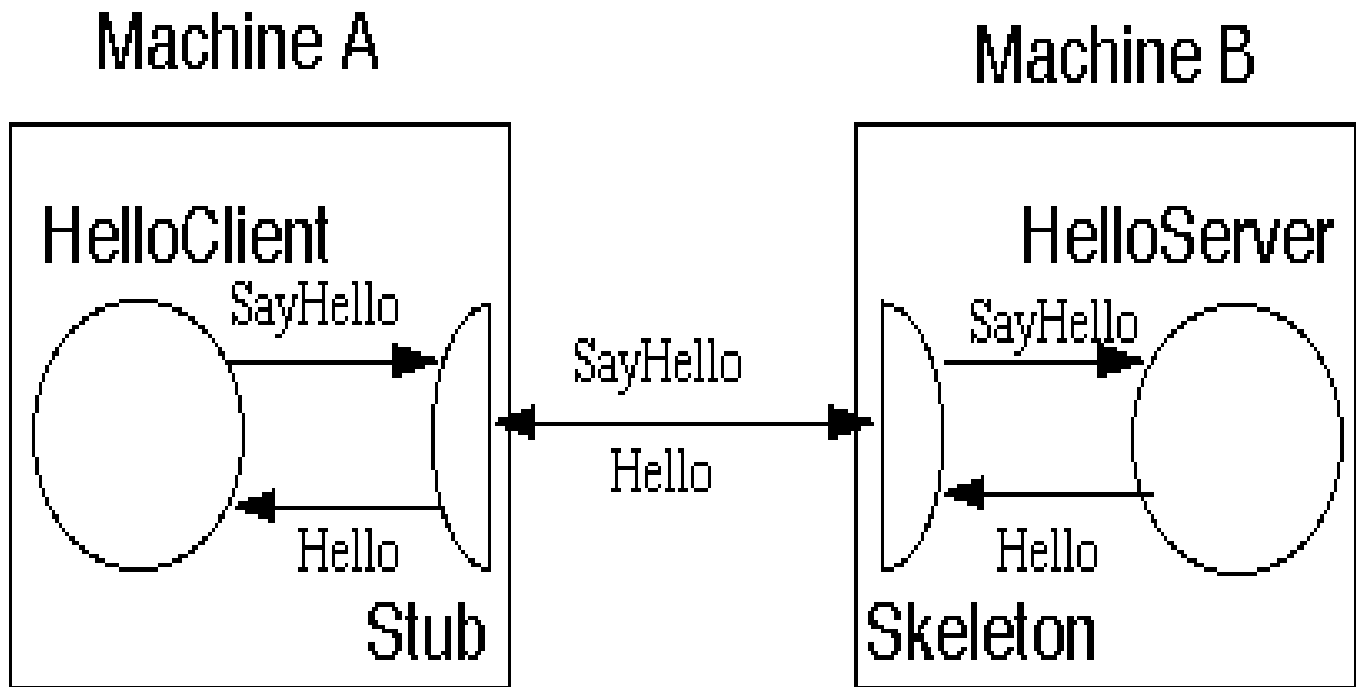 Machine A
Machine B
HelloClient
SayHello
Hello
Stub
SayHello
Hello
HelloServer
SayHello
Hello
Skeleton